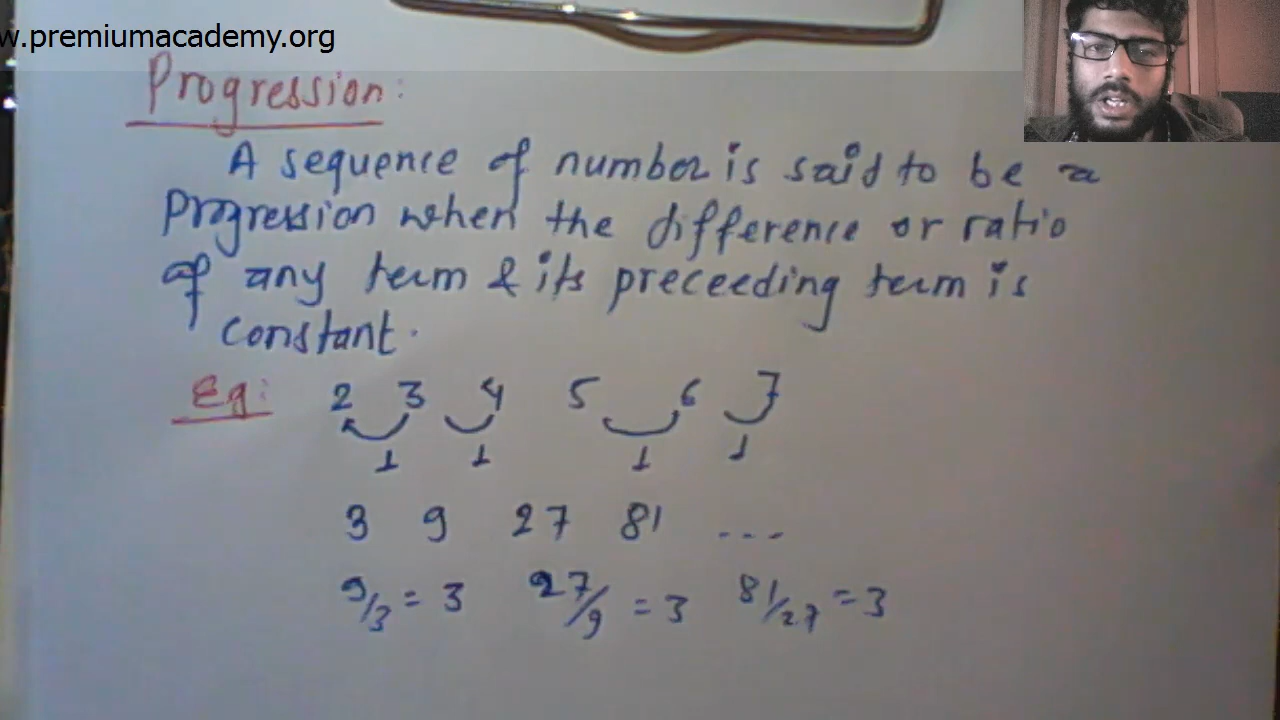 w.premiumacademy.org
Progression:
A sequence of number is said to be a
Progression when the difference or ratio
of any term & its preceeding term is
constant.
Eg: 2 3 4 5 6 7
1 1 1 1
3 9 27 81 ...
9/3 = 3 27/9 = 3 81/27 = 3